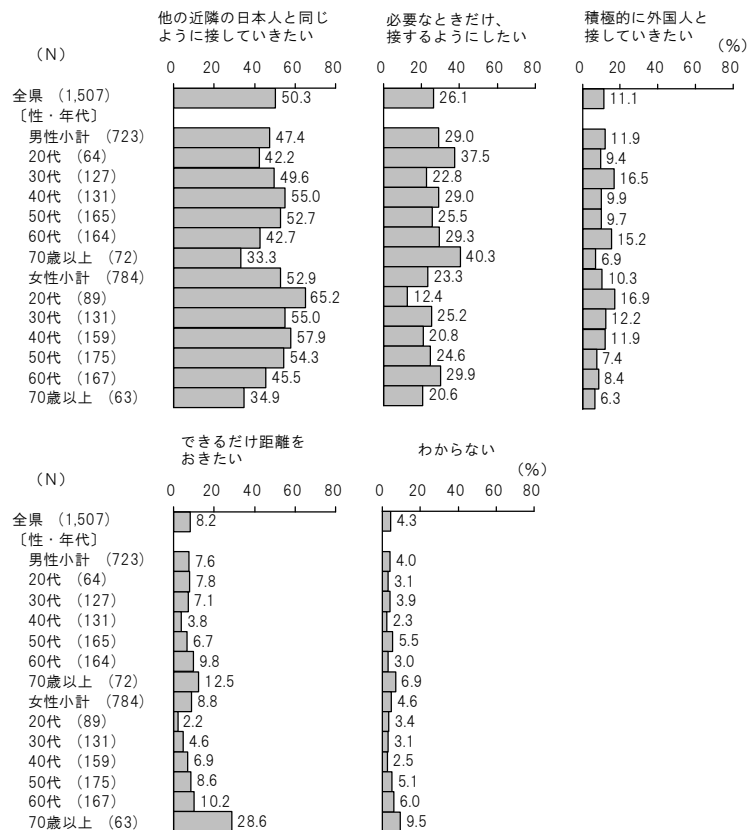 他の近隣の日本人と同じ
ように接していきたい
必要なときだけ、
接するようにしたい
積極的に外国人と
接していきたい
（N）
（%）
0 20 40 60 80
0 20 40 60 80
0 20 40 60 80
全県 （1,507） 50.3 26.1 11.1
〔性・年代〕
男性小計 （723） 47.4 29.0 11.9
20代 （64） 42.2 37.5 9.4
30代 （127） 49.6 22.8 16.5
40代 （131） 55.0 29.0 9.9
50代 （165） 52.7 25.5 9.7
60代 （164） 42.7 29.3 15.2
70歳以上 （72） 33.3 40.3 6.9
女性小計 （784） 52.9 23.3 10.3
20代 （89） 65.2 12.4 16.9
30代 （131） 55.0 25.2 12.2
40代 （159） 57.9 20.8 11.9
50代 （175） 54.3 24.6 7.4
60代 （167） 45.5 29.9 8.4
70歳以上 （63） 34.9 20.6 6.3
できるだけ距離を
おきたい
わからない
（N）
（%）
0 20 40 60 80
0 20 40 60 80
全県 （1,507） 8.2 4.3
〔性・年代〕
男性小計 （723） 7.6 4.0
20代 （64） 7.8 3.1
30代 （127） 7.1 3.9
40代 （131） 3.8 2.3
50代 （165） 6.7 5.5
60代 （164） 9.8 3.0
70歳以上 （72） 12.5 6.9
女性小計 （784） 8.8 4.6
20代 （89） 2.2 3.4
30代 （131） 4.6 3.1
40代 （159） 6.9 2.5
50代 （175） 8.6 5.1
60代 （167） 10.2 6.0
70歳以上 （63） 28.6 9.5